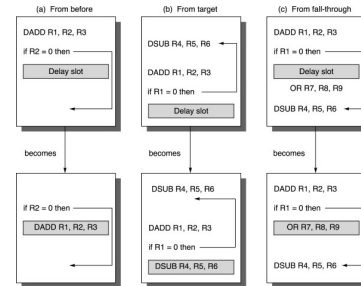 (a) From before
DADD R1, R2, R3
if R2 = 0 then
Delay slot
becomes
if R2 = 0 then
DADD R1, R2, R3
(b) From target
DSUB R4, R5, R6
DADD R1, R2, R3
if R1 = 0 then
Delay slot
becomes
DSUB R4, R5, R6
DADD R1, R2, R3
if R1 = 0 then
DSUB R4, R5, R6
(c) From fall-through
DADD R1, R2, R3
if R1 = 0 then
Delay slot
OR R7, R8, R9
DSUB R4, R5, R6
becomes
DADD R1, R2, R3
if R1 = 0 then
OR R7, R8, R9
DSUB R4, R5, R6